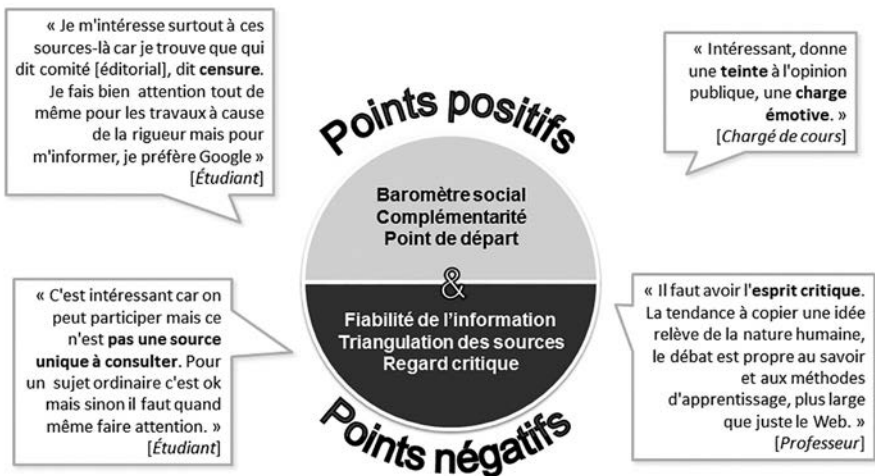 « Je m'intéresse surtout à ces
sources-là car je trouve que qui
dit comité [éditorial], dit censure.
Je fais bien attention tout de
même pour les travaux à cause
de la rigueur mais pour
m'informer, je préfère Google »
[Étudiant]
« Intéressant, donne
une teinte à l'opinion
publique, une charge
émotive. »
[Chargé de cours]
Points positifs
Baromètre social
Complémentarité
Point de départ
&
Fiabilité de l'information
Triangulation des sources
Regard critique
Points négatifs
« C'est intéressant car on
peut participer mais ce
n'est pas une source
unique à consulter. Pour
un sujet ordinaire c'est ok
mais sinon il faut quand
même faire attention. »
[Étudiant]
« Il faut avoir l'esprit critique.
La tendance à copier une idée
relève de la nature humaine,
le débat est propre au savoir
et aux méthodes
d'apprentissage, plus large
que juste le Web. »
[Professeur]